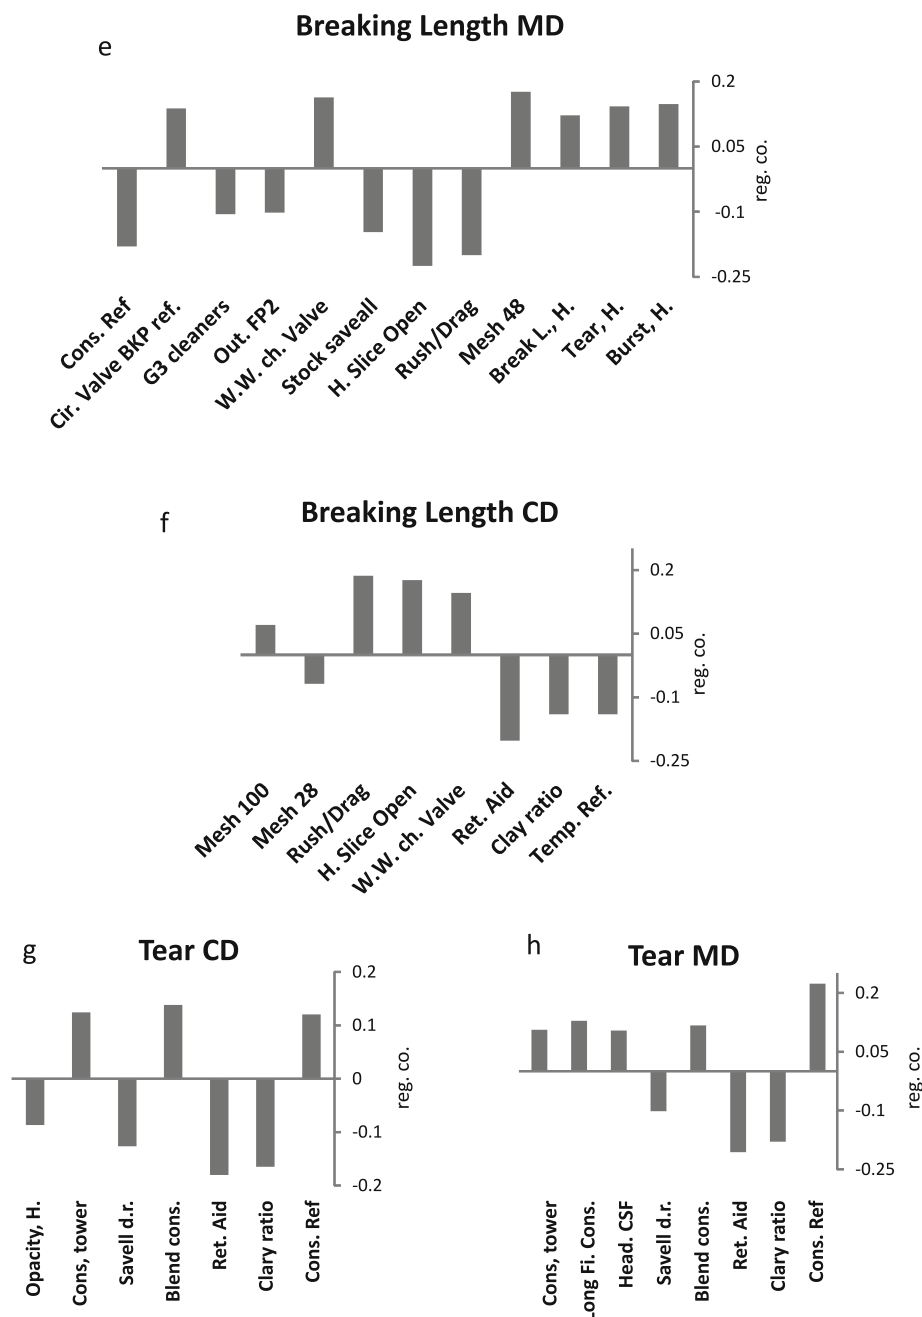 e
Breaking Length MD
0.2
0.05
-0.1
-0.25
reg. co.
Cons. Ref
Cir. Valve BKP ref.
G3 cleaners
Out. FP2
W.W. ch. Valve
Stock saveall
H. Slice Open
Rush/Drag
Mesh 48
Break L., H.
Tear, H.
Burst, H.
f
Breaking Length CD
0.2
0.05
-0.1
-0.25
reg. co.
Mesh 100
Mesh 28
Rush/Drag
H. Slice Open
W.W. ch. Valve
Ret. Aid
Clay ratio
Temp. Ref.
g
Tear CD
0.2
0.1
0
-0.1
-0.2
reg. co.
Opacity, H.
Cons, tower
Savell d.r.
Blend cons.
Ret. Aid
Clary ratio
Cons. Ref
h
Tear MD
0.2
0.05
-0.1
-0.25
reg. co.
Cons, tower
Long Fi. Cons.
Head. CSF
Savell d.r.
Blend cons.
Ret. Aid
Clary ratio
Cons. Ref